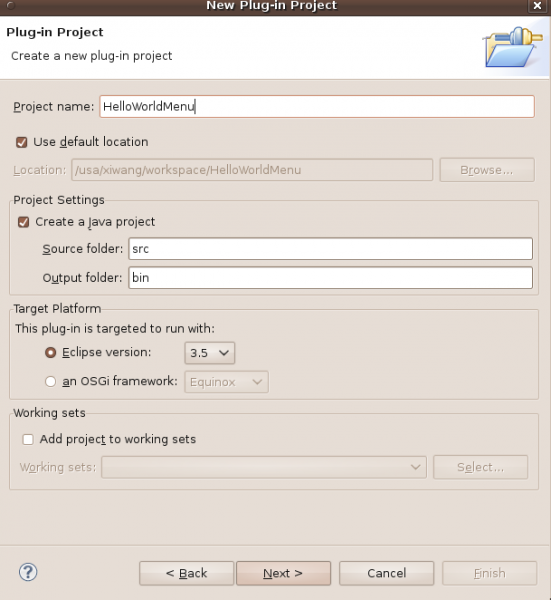 New Plug-in Project
Plug-in Project
Create a new plug-in project
Project name: HelloWorldMenu
Use default location
Location: /usa/xiwang/workspace/HelloWorldMenu Browse...
Project Settings
Create a Java project
Source folder: src
Output folder: bin
Target Platform
This plug-in is targeted to run with:
Eclipse version: 3.5
an OSGi framework: Equinox
Working sets
Add project to working sets
Working sets: Select...
? < Back Next > Cancel Finish